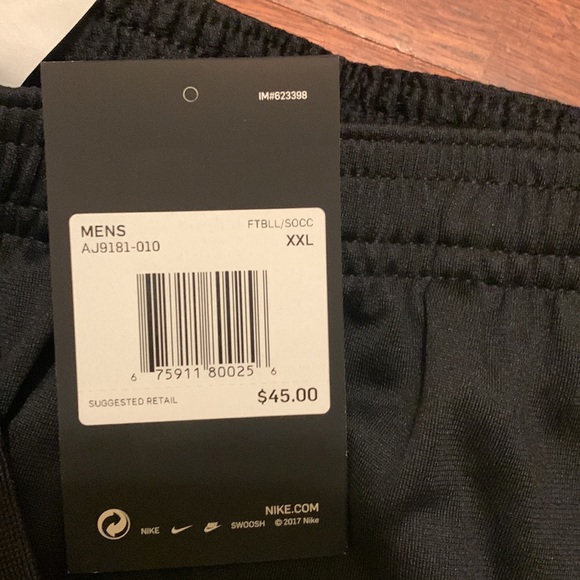 IM#623398
MENS FTBLL/SOCC
AJ9181-010 XXL
6 75911 80025 6
SUGGESTED RETAIL $45.00
NIKE.COM
NIKE SWOOSH © 2017 Nike